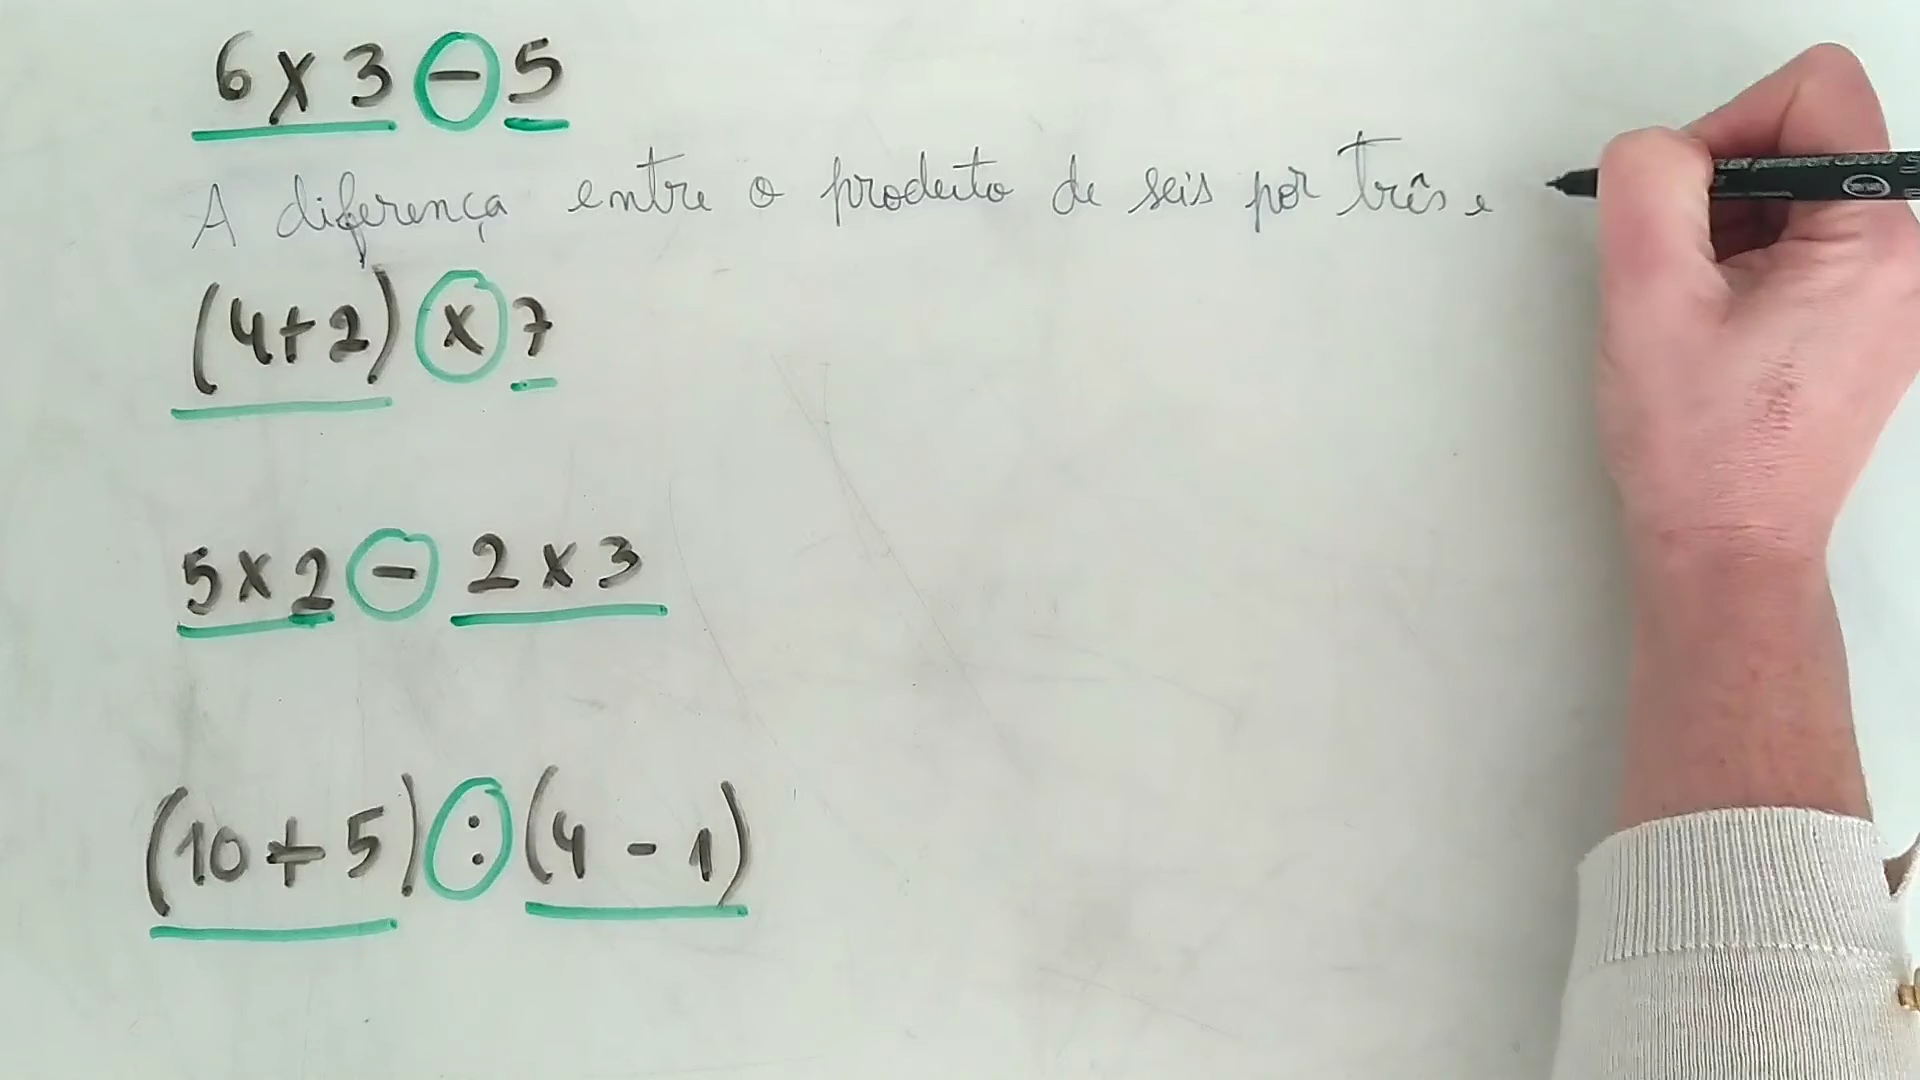 6 x 3 - 5
A diferença entre o produto de seis por três e
(4+2) x 7
5 x 2 - 2 x 3
(10 + 5) : (4 - 1)